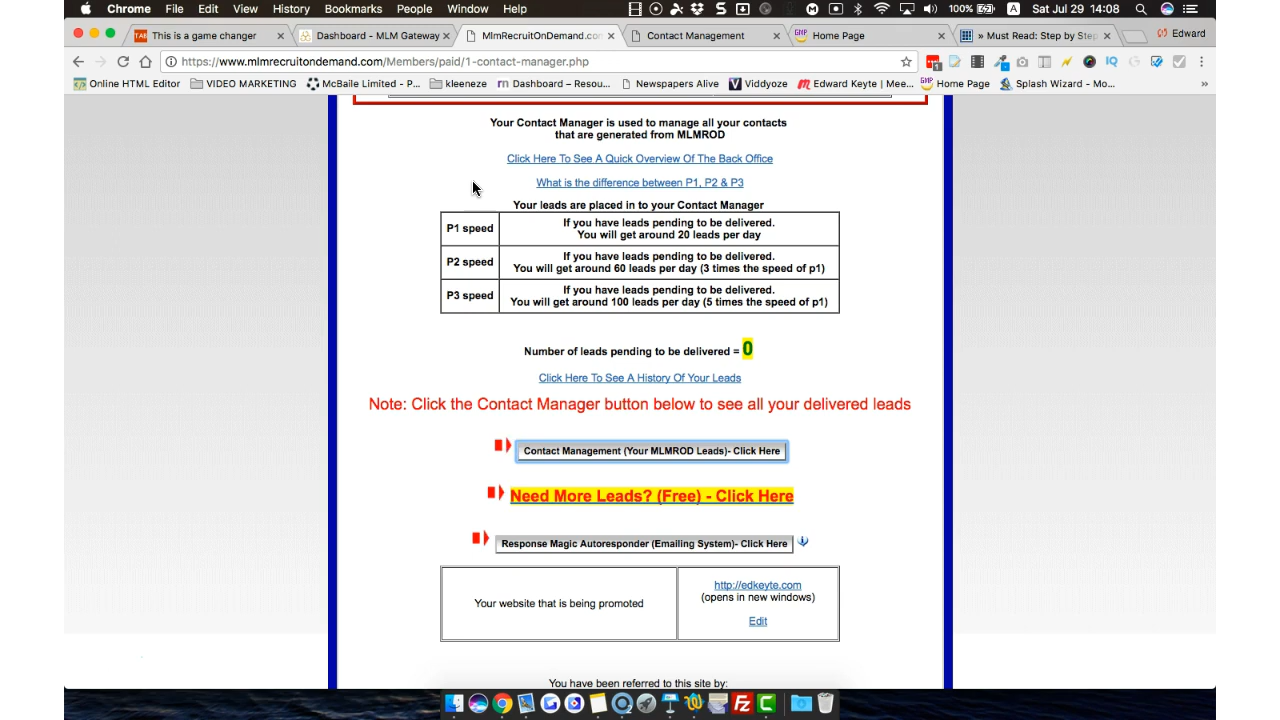 Chrome File Edit View History Bookmarks People Window Help 100% Sat Jul 29 14:08
This is a game changer Dashboard - MLM Gateway MlmRecruitOnDemand.co Contact Management Home Page » Must Read: Step by Step Edward
https://www.mlmrecruitondemand.com/Members/paid/1-contact-manager.php
Online HTML Editor VIDEO MARKETING McBaile Limited - P... kleeneze Dashboard – Resou... Newspapers Alive Viddyoze Edward Keyte | Mee... Home Page Splash Wizard - Mo... »
Your Contact Manager is used to manage all your contacts
that are generated from MLMROD
Click Here To See A Quick Overview Of The Back Office
What is the difference between P1, P2 & P3
Your leads are placed in to your Contact Manager
P1 speed
If you have leads pending to be delivered.
You will get around 20 leads per day
P2 speed
If you have leads pending to be delivered.
You will get around 60 leads per day (3 times the speed of p1)
P3 speed
If you have leads pending to be delivered.
You will get around 100 leads per day (5 times the speed of p1)
Number of leads pending to be delivered = 0
Click Here To See A History Of Your Leads
Note: Click the Contact Manager button below to see all your delivered leads
Contact Management (Your MLMROD Leads)- Click Here
Need More Leads? (Free) - Click Here
Response Magic Autoresponder (Emailing System)- Click Here
Your website that is being promoted
http://edkeyte.com
(opens in new windows)
Edit
You have been referred to this site by: